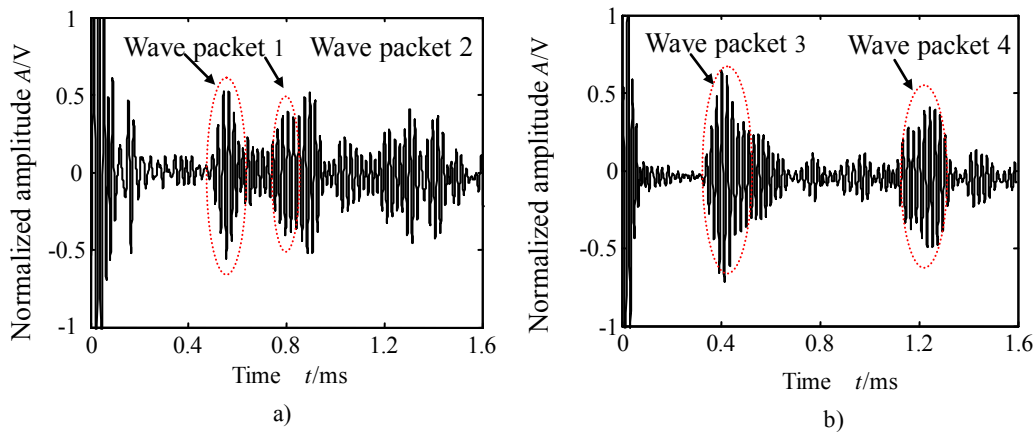 Normalized amplitude A/V
1
0.5
0
-0.5
-1
Wave packet 1
Wave packet 2
0 0.4 0.8 1.2 1.6
Time t/ms
a)
Normalized amplitude A/V
1
0.5
0
-0.5
-1
Wave packet 3
Wave packet 4
0 0.4 0.8 1.2 1.6
Time t/ms
b)